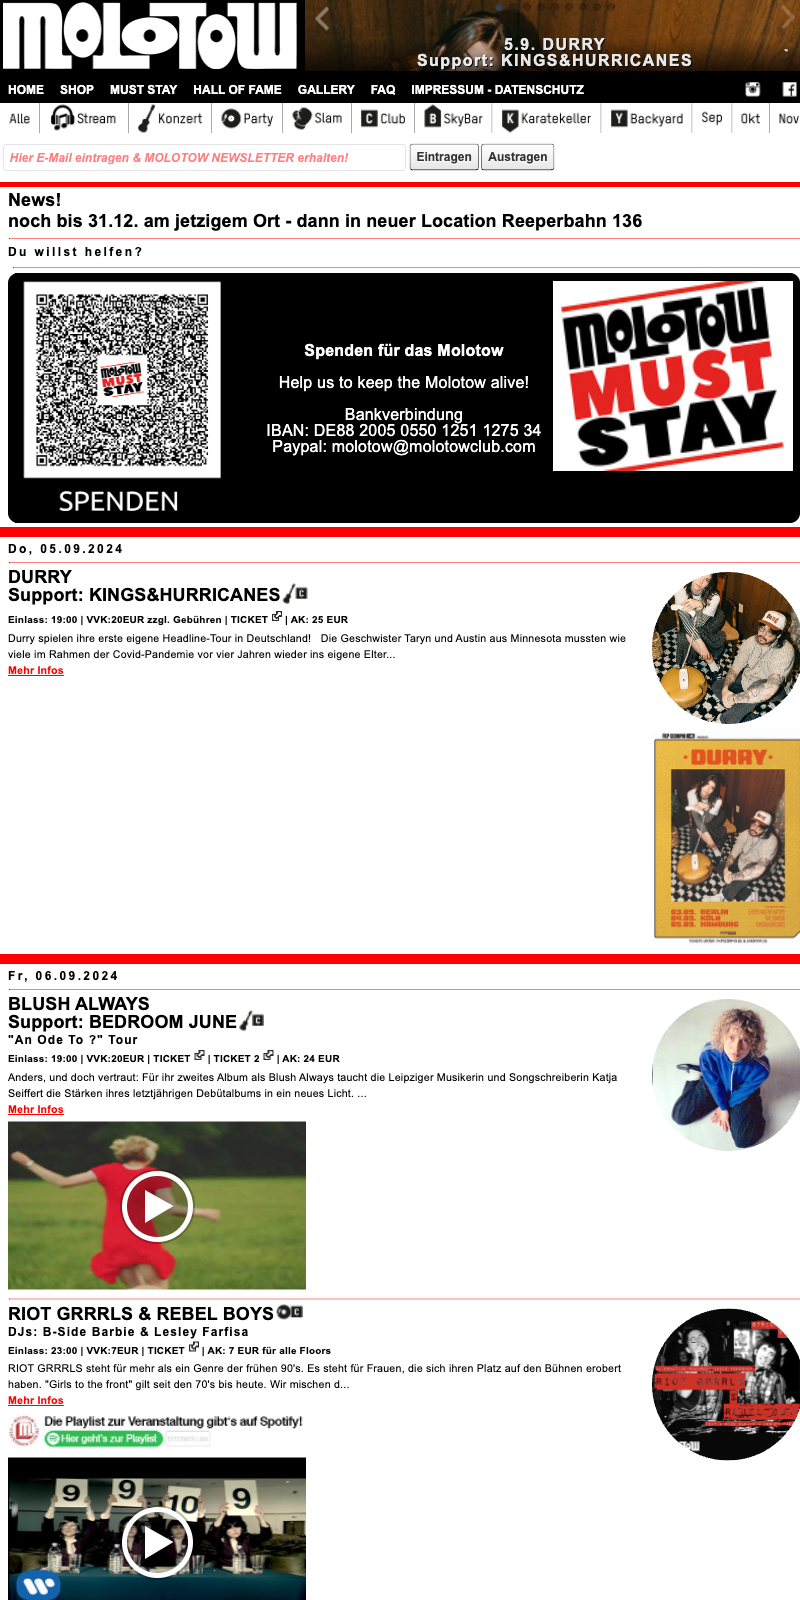 MOLOTOW
5.9. DURRY
Support: KINGS&HURRICANES
HOME SHOP MUST STAY HALL OF FAME GALLERY FAQ IMPRESSUM - DATENSCHUTZ
Alle Stream Konzert Party Slam C Club B SkyBar K Karatekeller Y Backyard Sep Okt Nov
Hier E-Mail eintragen & MOLOTOW NEWSLETTER erhalten! Eintragen Austragen
News!
noch bis 31.12. am jetzigem Ort - dann in neuer Location Reeperbahn 136
Du willst helfen?
MOLOTOW
MUST
STAY
SPENDEN
Spenden für das Molotow
Help us to keep the Molotow alive!
Bankverbindung
IBAN: DE88 2005 0550 1251 1275 34
Paypal: molotow@molotowclub.com
MOLOTOW
MUST
STAY
Do, 05.09.2024
DURRY
Support: KINGS&HURRICANES C
Einlass: 19:00 | VVK:20EUR zzgl. Gebühren | TICKET | AK: 25 EUR
Durry spielen ihre erste eigene Headline-Tour in Deutschland! Die Geschwister Taryn und Austin aus Minnesota mussten wie
viele im Rahmen der Covid-Pandemie vor vier Jahren wieder ins eigene Elter...
Mehr Infos
DURRY
03.09. BERLIN
04.09. KÖLN
05.09. HAMBURG
Fr, 06.09.2024
BLUSH ALWAYS
Support: BEDROOM JUNE C
"An Ode To ?" Tour
Einlass: 19:00 | VVK:20EUR | TICKET | TICKET 2 | AK: 24 EUR
Anders, und doch vertraut: Für ihr zweites Album als Blush Always taucht die Leipziger Musikerin und Songschreiberin Katja
Seiffert die Stärken ihres letztjährigen Debütalbums in ein neues Licht. ...
Mehr Infos
RIOT GRRRLS & REBEL BOYS C
DJs: B-Side Barbie & Lesley Farfisa
Einlass: 23:00 | VVK:7EUR | TICKET | AK: 7 EUR für alle Floors
RIOT GRRRLS steht für mehr als ein Genre der frühen 90's. Es steht für Frauen, die sich ihren Platz auf den Bühnen erobert
haben. "Girls to the front" gilt seit den 70's bis heute. Wir mischen d...
Mehr Infos
RIOT GRRRLS
&
REBEL BOYS
Die Playlist zur Veranstaltung gibt's auf Spotify!
Hier geht's zur Playlist
9 9 10 9